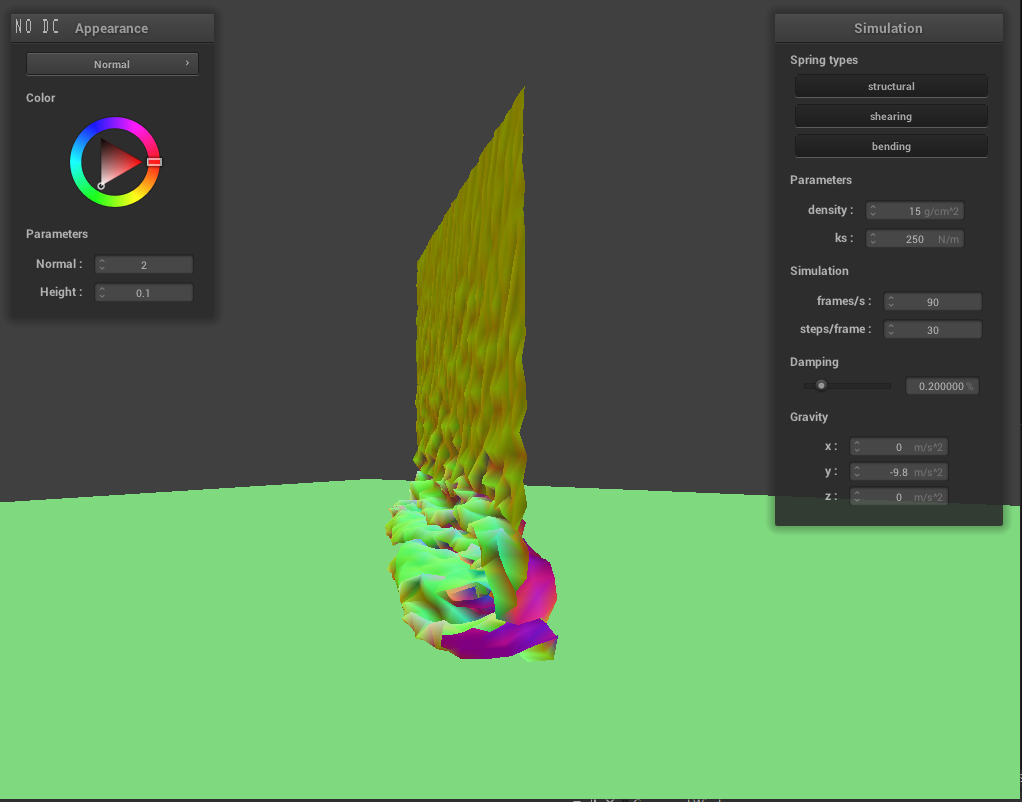 NO DC Appearance
Normal
Color
Parameters
Normal : 2
Height : 0.1
Simulation
Spring types
structural
shearing
bending
Parameters
density : 15 g/cm^2
ks : 250 N/m
Simulation
frames/s : 90
steps/frame : 30
Damping
0.200000 %
Gravity
x : 0 m/s^2
y : -9.8 m/s^2
z : 0 m/s^2